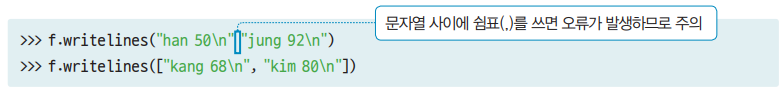 문자열 사이에 쉼표(,)를 쓰면 오류가 발생하므로 주의
>>> f.writelines("han 50\n" "jung 92\n")
>>> f.writelines(["kang 68\n", "kim 80\n"])